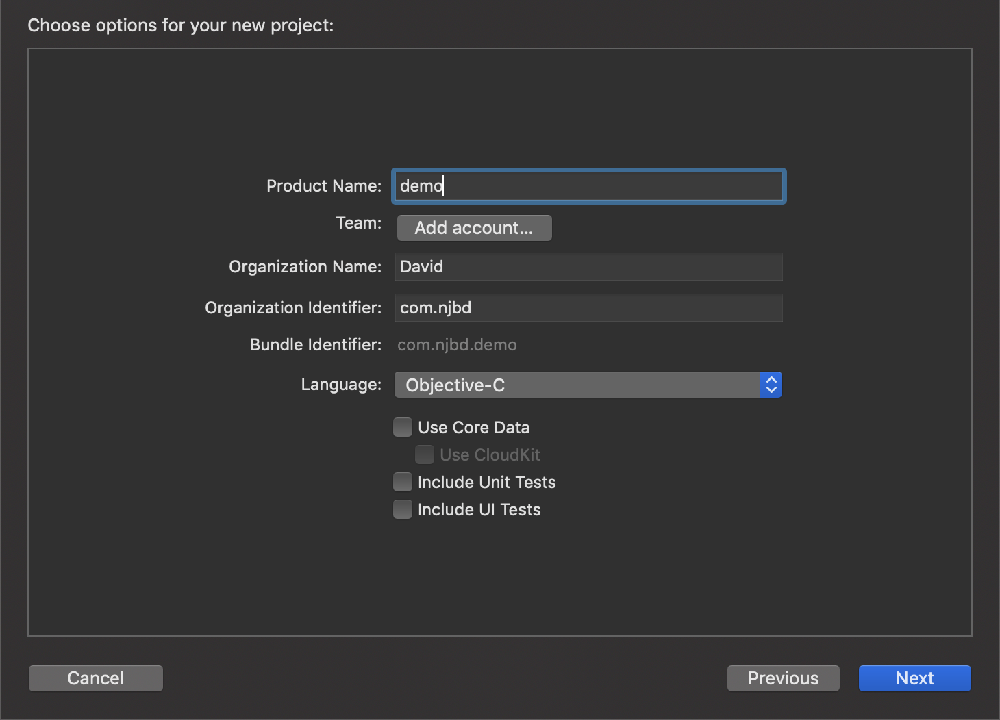 Choose options for your new project:
Product Name: demo
Team: Add account...
Organization Name: David
Organization Identifier: com.njbd
Bundle Identifier: com.njbd.demo
Language: Objective-C
Use Core Data
Use CloudKit
Include Unit Tests
Include UI Tests
Cancel Previous Next